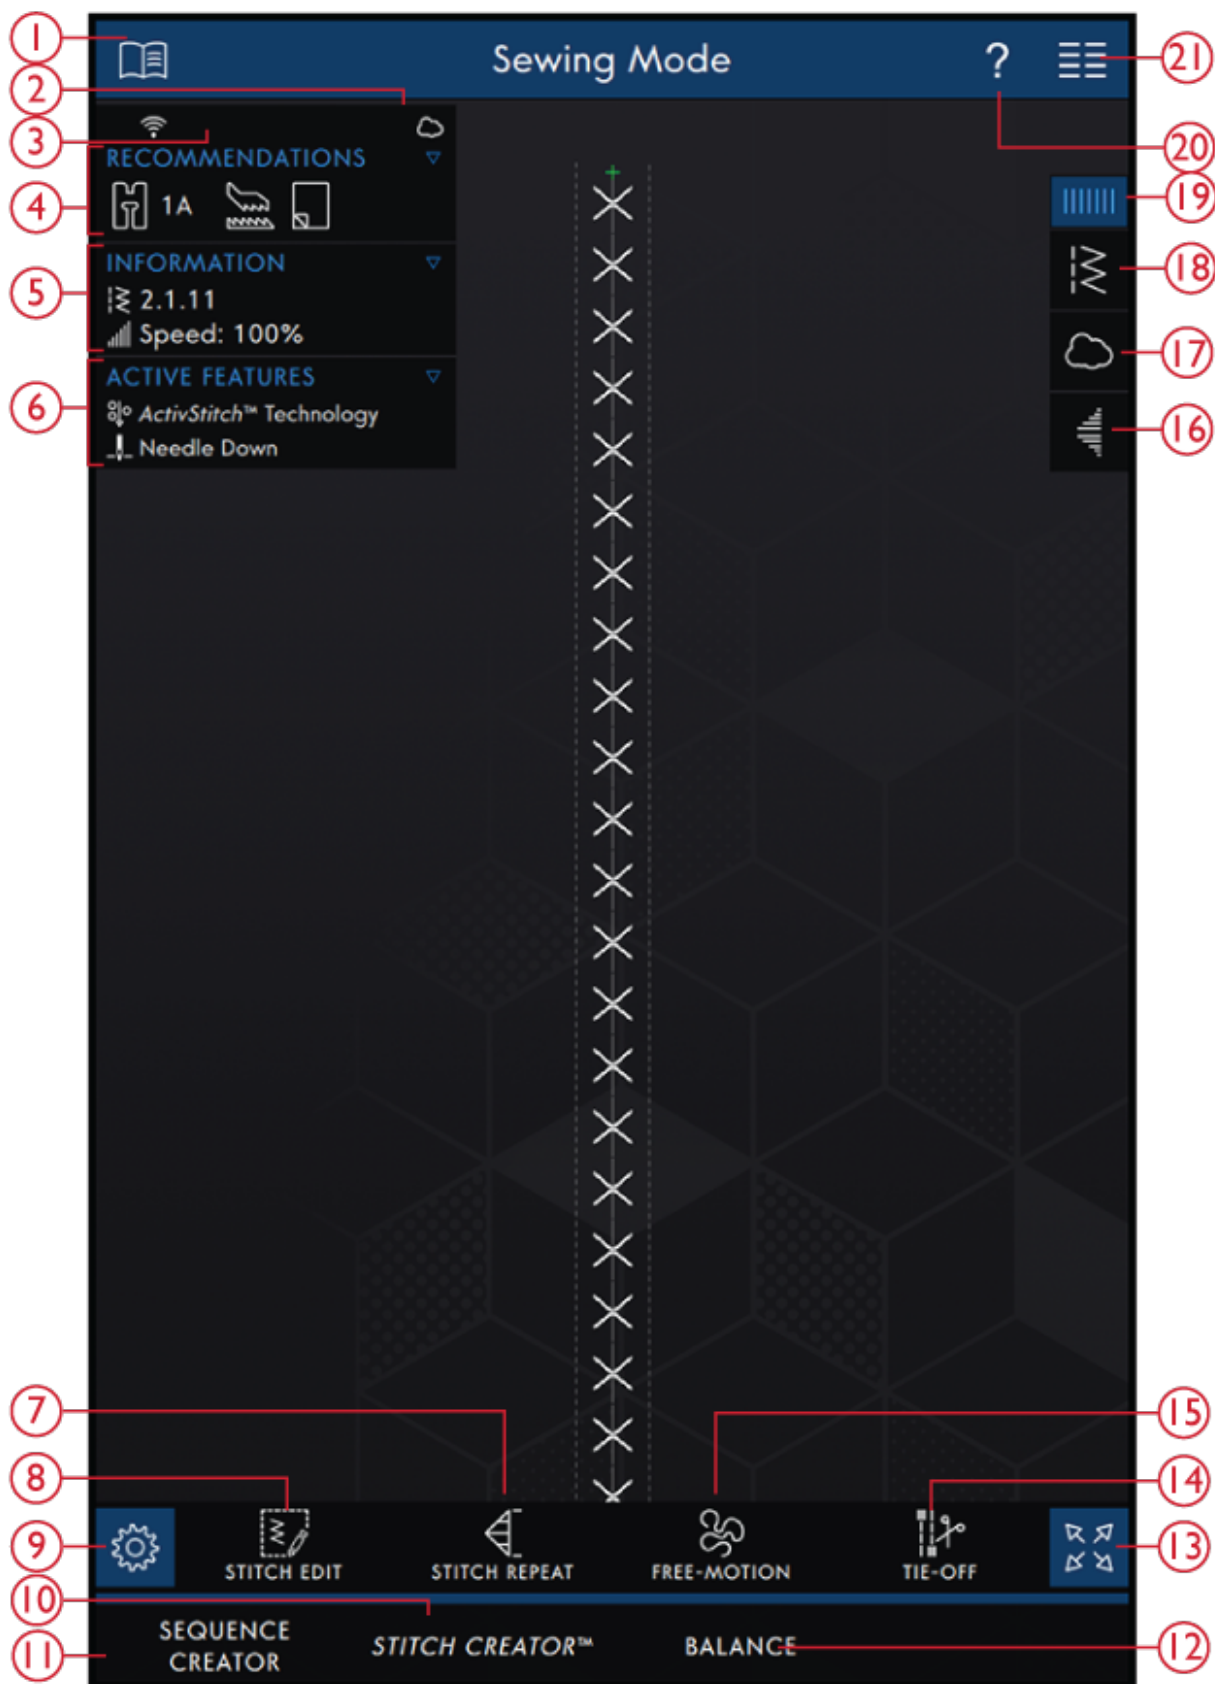 1
Sewing Mode
?
21
2
3
20
RECOMMENDATIONS
4
1A
19
INFORMATION
5
2.1.11
18
Speed: 100%
17
ACTIVE FEATURES
6
ActivStitch™ Technology
16
Needle Down
7
15
8
14
9
13
STITCH EDIT
STITCH REPEAT
FREE-MOTION
TIE-OFF
10
11
SEQUENCE
CREATOR
STITCH CREATOR™
BALANCE
12